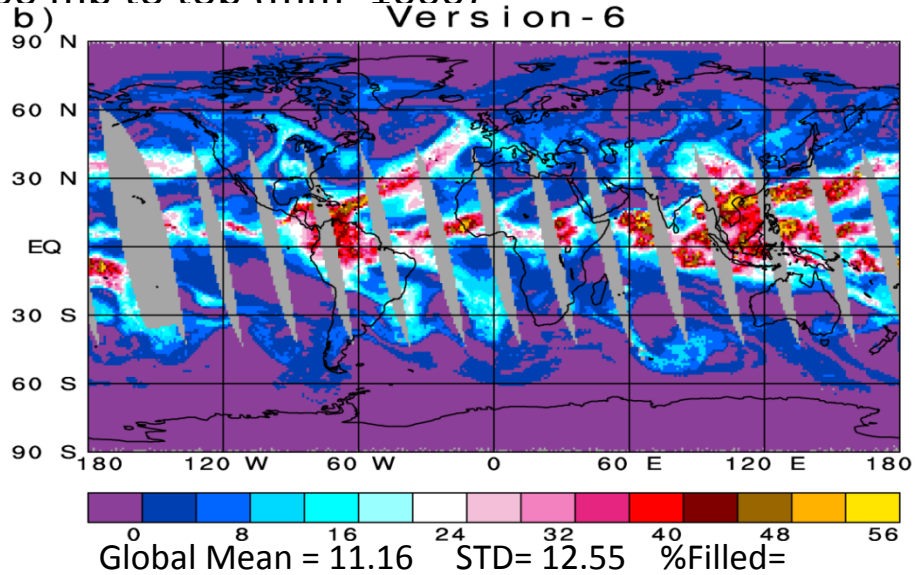 b)
Version-6
90 N
60 N
30 N
EQ
30 S
60 S
90 S
180 120 W 60 W 0 60 E 120 E 180
0 8 16 24 32 40 48 56
Global Mean = 11.16 STD= 12.55 %Filled=